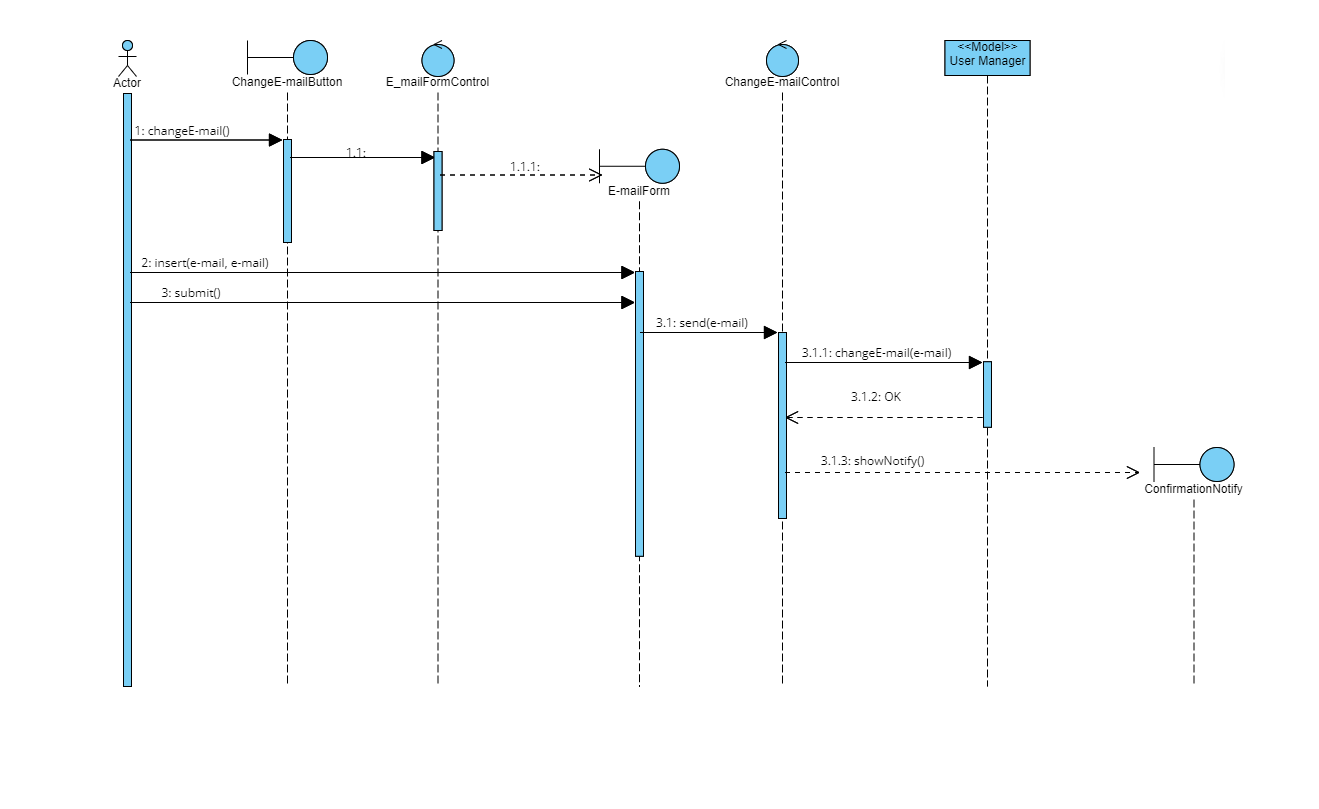 <<Model>>
User Manager
Actor
ChangeE-mailButton
E_mailFormControl
ChangeE-mailControl
1: changeE-mail()
1.1:
1.1.1:
E-mailForm
2: insert(e-mail, e-mail)
3: submit()
3.1: send(e-mail)
3.1.1: changeE-mail(e-mail)
3.1.2: OK
3.1.3: showNotify()
ConfirmationNotify